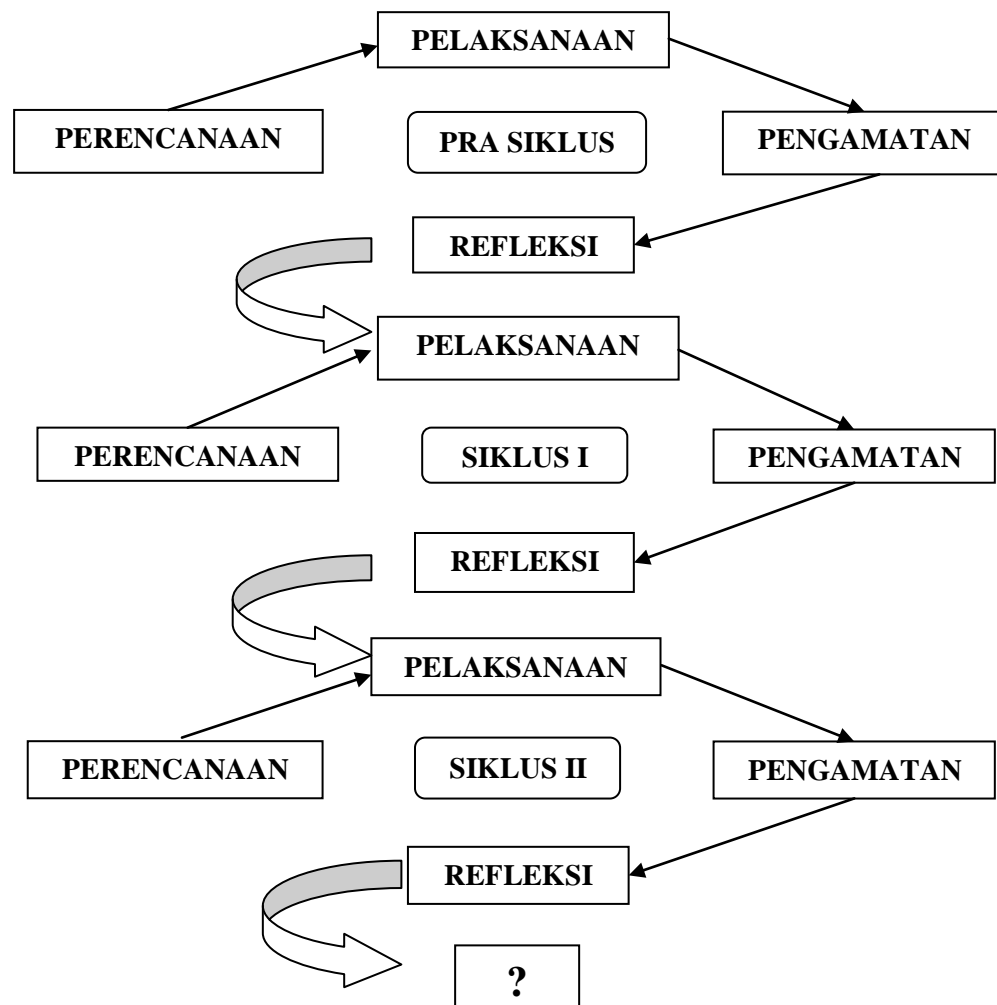 PELAKSANAAN
PERENCANAAN
PRA SIKLUS
PENGAMATAN
REFLEKSI
PELAKSANAAN
PERENCANAAN
SIKLUS I
PENGAMATAN
REFLEKSI
PELAKSANAAN
PERENCANAAN
SIKLUS II
PENGAMATAN
REFLEKSI
?